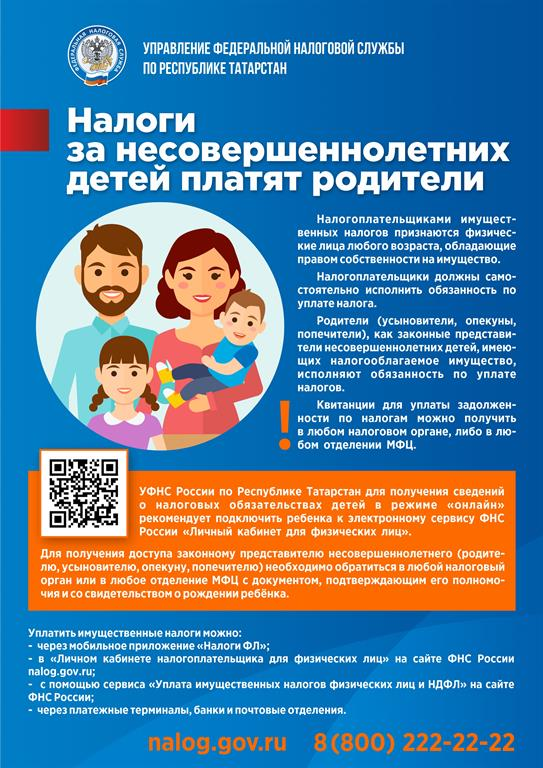 ФЕДЕРАЛЬНАЯ НАЛОГОВАЯ СЛУЖБА
УПРАВЛЕНИЕ ФЕДЕРАЛЬНОЙ НАЛОГОВОЙ СЛУЖБЫ
ПО РЕСПУБЛИКЕ ТАТАРСТАН
Налоги
за несовершеннолетних
детей платят родители
Налогоплательщиками имущест-
венных налогов признаются физичес-
кие лица любого возраста, обладающие
правом собственности на имущество.
Налогоплательщики должны само-
стоятельно исполнить обязанность по
уплате налога.
Родители (усыновители, опекуны,
попечители), как законные представи-
тели несовершеннолетних детей, имею-
щих налогооблагаемое имущество,
исполняют обязанность по уплате
налогов.
! Квитанции для уплаты задолжен-
ности по налогам можно получить
в любом налоговом органе, либо в лю-
бом отделении МФЦ.
УФНС России по Республике Татарстан для получения сведений
о налоговых обязательствах детей в режиме «онлайн»
рекомендует подключить ребенка к электронному сервису ФНС
России «Личный кабинет для физических лиц».
Для получения доступа законному представителю несовершеннолетнего (родите-
лю, усыновителю, опекуну, попечителю) необходимо обратиться в любой налоговый
орган или в любое отделение МФЦ с документом, подтверждающим его полномо-
чия и со свидетельством о рождении ребёнка.
Уплатить имущественные налоги можно:
- через мобильное приложение «Налоги ФЛ»;
- в «Личном кабинете налогоплательщика для физических лиц» на сайте ФНС России
nalog.gov.ru;
- с помощью сервиса «Уплата имущественных налогов физических лиц и НДФЛ» на сайте
ФНС России;
- через платежные терминалы, банки и почтовые отделения.
nalog.gov.ru 8(800) 222-22-22